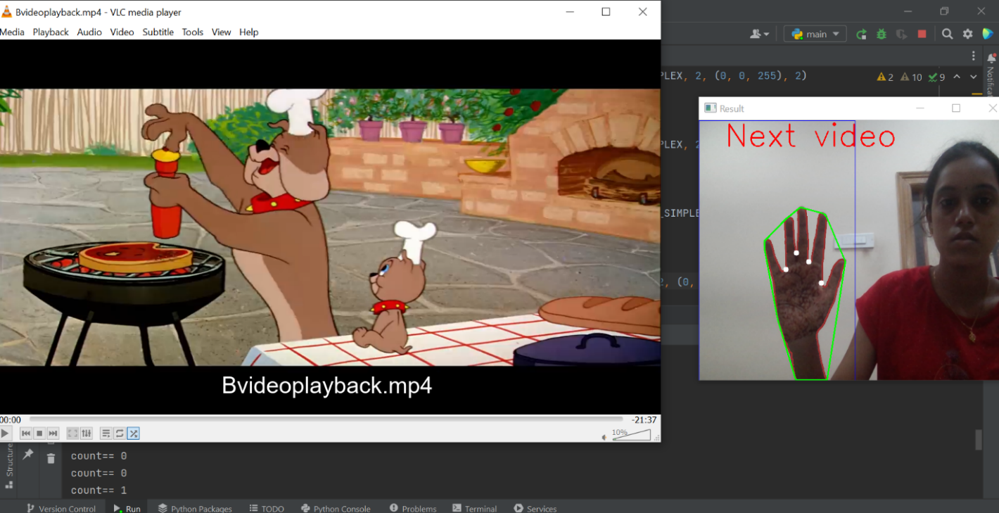 Bvideoplayback.mp4 - VLC media player
Media Playback Audio Video Subtitle Tools View Help
main
PLEX, 2, (0, 0, 255), 2)
2 10 9
Notificat
Result
Next video
PLEX, 2
_SIMPLE
2, (0,
Bvideoplayback.mp4
00:00
-21:37
10%
Structure
count== 0
count== 0
count== 1
Version Control Run Python Packages TODO Python Console Problems Terminal Services